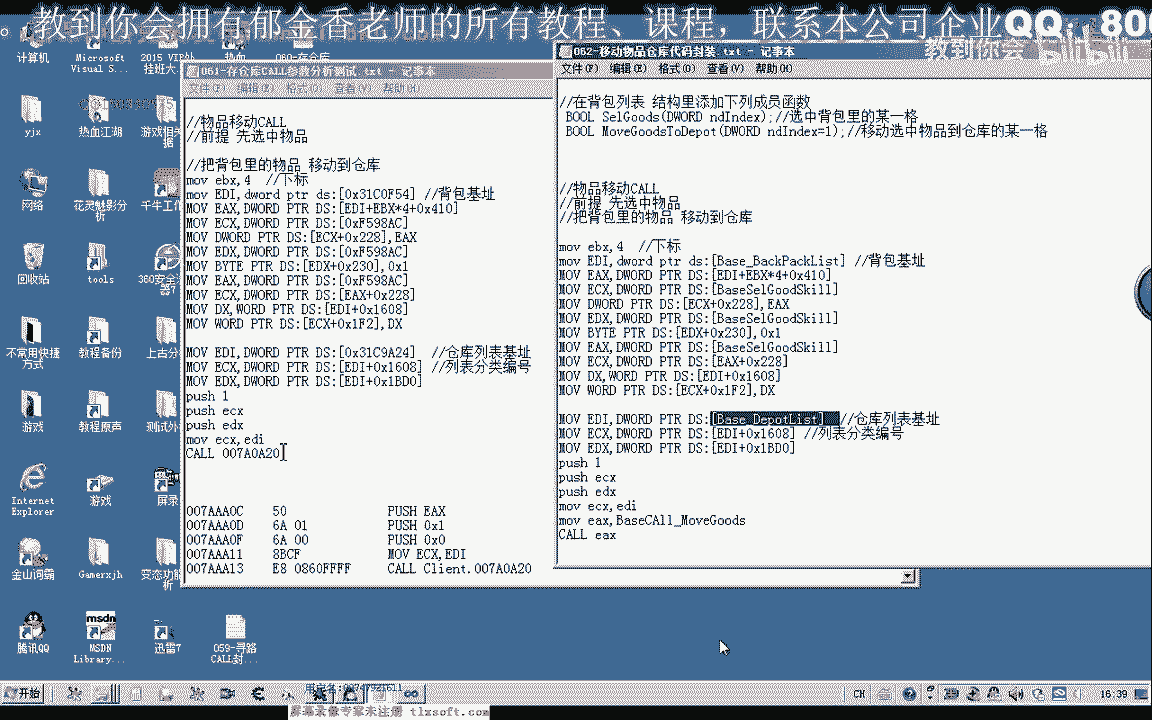 教到你会拥有郁金香老师的所有教程、课程，联系本公司企业QQ：800
教到你会 bilibili
计算机
Microsoft Visual S...
2015 VIP
挂班大
yjx
热血江湖
游戏相关
据
网络
花灵魅影分析
千牛工作
回收站
tools
360安全
器7
不常用快捷方式
教程备份
上古分
游戏
教程原声
测试外
Internet Explorer
游戏
屏录
金山词霸
Gamerxjh
变态功能
析
腾讯QQ
MSDN Library...
迅雷7
059-寻路CALL封...
061-存仓库CALL参数分析测试.txt - 记事本
文件(F) 编辑(E) 格式(O) 查看(V) 帮助(H)
//物品移动CALL
//前提 先选中物品
//把背包里的物品 移动到仓库
mov ebx,4 //下标
mov EDI,dword ptr ds:[0x31C0F54] //背包基址
MOV EAX,DWORD PTR DS:[EDI+EBX*4+0x410]
MOV ECX,DWORD PTR DS:[0xF598AC]
MOV DWORD PTR DS:[ECX+0x228],EAX
MOV EDX,DWORD PTR DS:[0xF598AC]
MOV BYTE PTR DS:[EDX+0x230],0x1
MOV EAX,DWORD PTR DS:[0xF598AC]
MOV ECX,DWORD PTR DS:[EAX+0x228]
MOV DX,WORD PTR DS:[EDI+0x1608]
MOV WORD PTR DS:[ECX+0x1F2],DX
MOV EDI,DWORD PTR DS:[0x31C9A24] //仓库列表基址
MOV ECX,DWORD PTR DS:[EDI+0x1608] //列表分类编号
MOV EDX,DWORD PTR DS:[EDI+0x1BD0]
push 1
push ecx
push edx
mov ecx,edi
CALL 007A0A20
007AAA0C 50 PUSH EAX
007AAA0D 6A 01 PUSH 0x1
007AAA0F 6A 00 PUSH 0x0
007AAA11 8BCF MOV ECX,EDI
007AAA13 E8 0860FFFF CALL Client.007A0A20
062-移动物品仓库代码封装.txt - 记事本
文件(F) 编辑(E) 格式(O) 查看(V) 帮助(H)
//在背包列表 结构里添加下列成员函数
BOOL SelGoods(DWORD ndIndex);//选中背包里的某一格
BOOL MoveGoodsToDepot(DWORD ndIndex=1);//移动选中物品到仓库的某一格
//物品移动CALL
//前提 先选中物品
//把背包里的物品 移动到仓库
mov ebx,4 //下标
mov EDI,dword ptr ds:[Base_BackPackList] //背包基址
MOV EAX,DWORD PTR DS:[EDI+EBX*4+0x410]
MOV ECX,DWORD PTR DS:[BaseSelGoodSkill]
MOV DWORD PTR DS:[ECX+0x228],EAX
MOV EDX,DWORD PTR DS:[BaseSelGoodSkill]
MOV BYTE PTR DS:[EDX+0x230],0x1
MOV EAX,DWORD PTR DS:[BaseSelGoodSkill]
MOV ECX,DWORD PTR DS:[EAX+0x228]
MOV DX,WORD PTR DS:[EDI+0x1608]
MOV WORD PTR DS:[ECX+0x1F2],DX
MOV EDI,DWORD PTR DS:[Base_DepotList] //仓库列表基址
MOV ECX,DWORD PTR DS:[EDI+0x1608] //列表分类编号
MOV EDX,DWORD PTR DS:[EDI+0x1BD0]
push 1
push ecx
push edx
mov ecx,edi
mov eax,BaseCAll_MoveGoods
CALL eax
开始
CH
16:39
屏幕录像专家未注册 tlxsoft.com